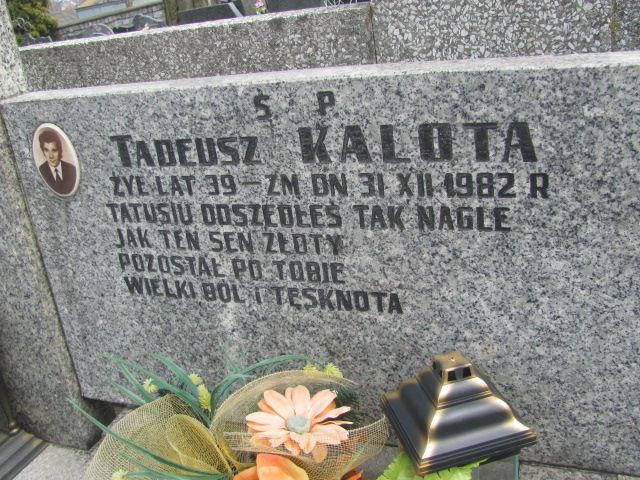 Ś P
TADEUSZ KALOTA
ŻYŁ LAT 39 - ZM DN 31 XII 1982 R
TATUSIU ODSZEDŁEŚ TAK NAGLE
JAK TEN SEN ZŁOTY
POZOSTAŁ PO TOBIE
WIELKI BÓL I TĘSKNOTA